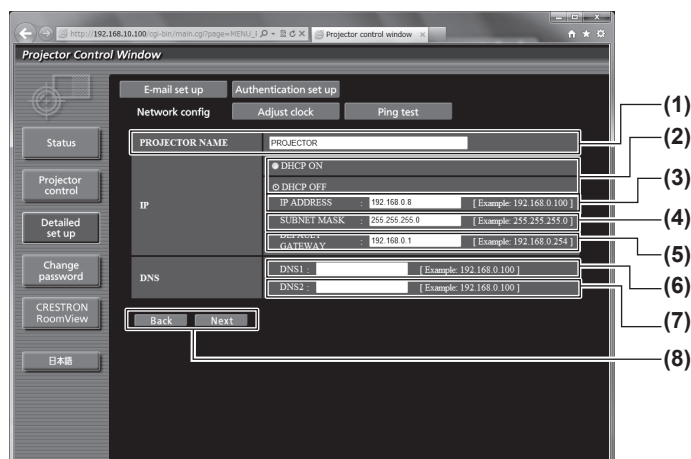 http://192.168.10.100/cgi-bin/main.cgi?page=MENU_I
Projector control window
Projector Control Window
E-mail set up Authentication set up
Network config Adjust clock Ping test
(1)
(2)
(3)
(4)
(5)
(6)
(7)
(8)
Status
Projector
control
Detailed
set up
Change
password
CRESTRON
RoomView
日本語
PROJECTOR NAME PROJECTOR
IP
DHCP ON
DHCP OFF
IP ADDRESS : 192.168.0.8 [ Example: 192.168.0.100 ]
SUBNET MASK : 255.255.255.0 [ Example: 255.255.255.0 ]
DEFAULT
GATEWAY : 192.168.0.1 [ Example: 192.168.0.254 ]
DNS
DNS1 : [ Example: 192.168.0.100 ]
DNS2 : [ Example: 192.168.0.100 ]
Back Next